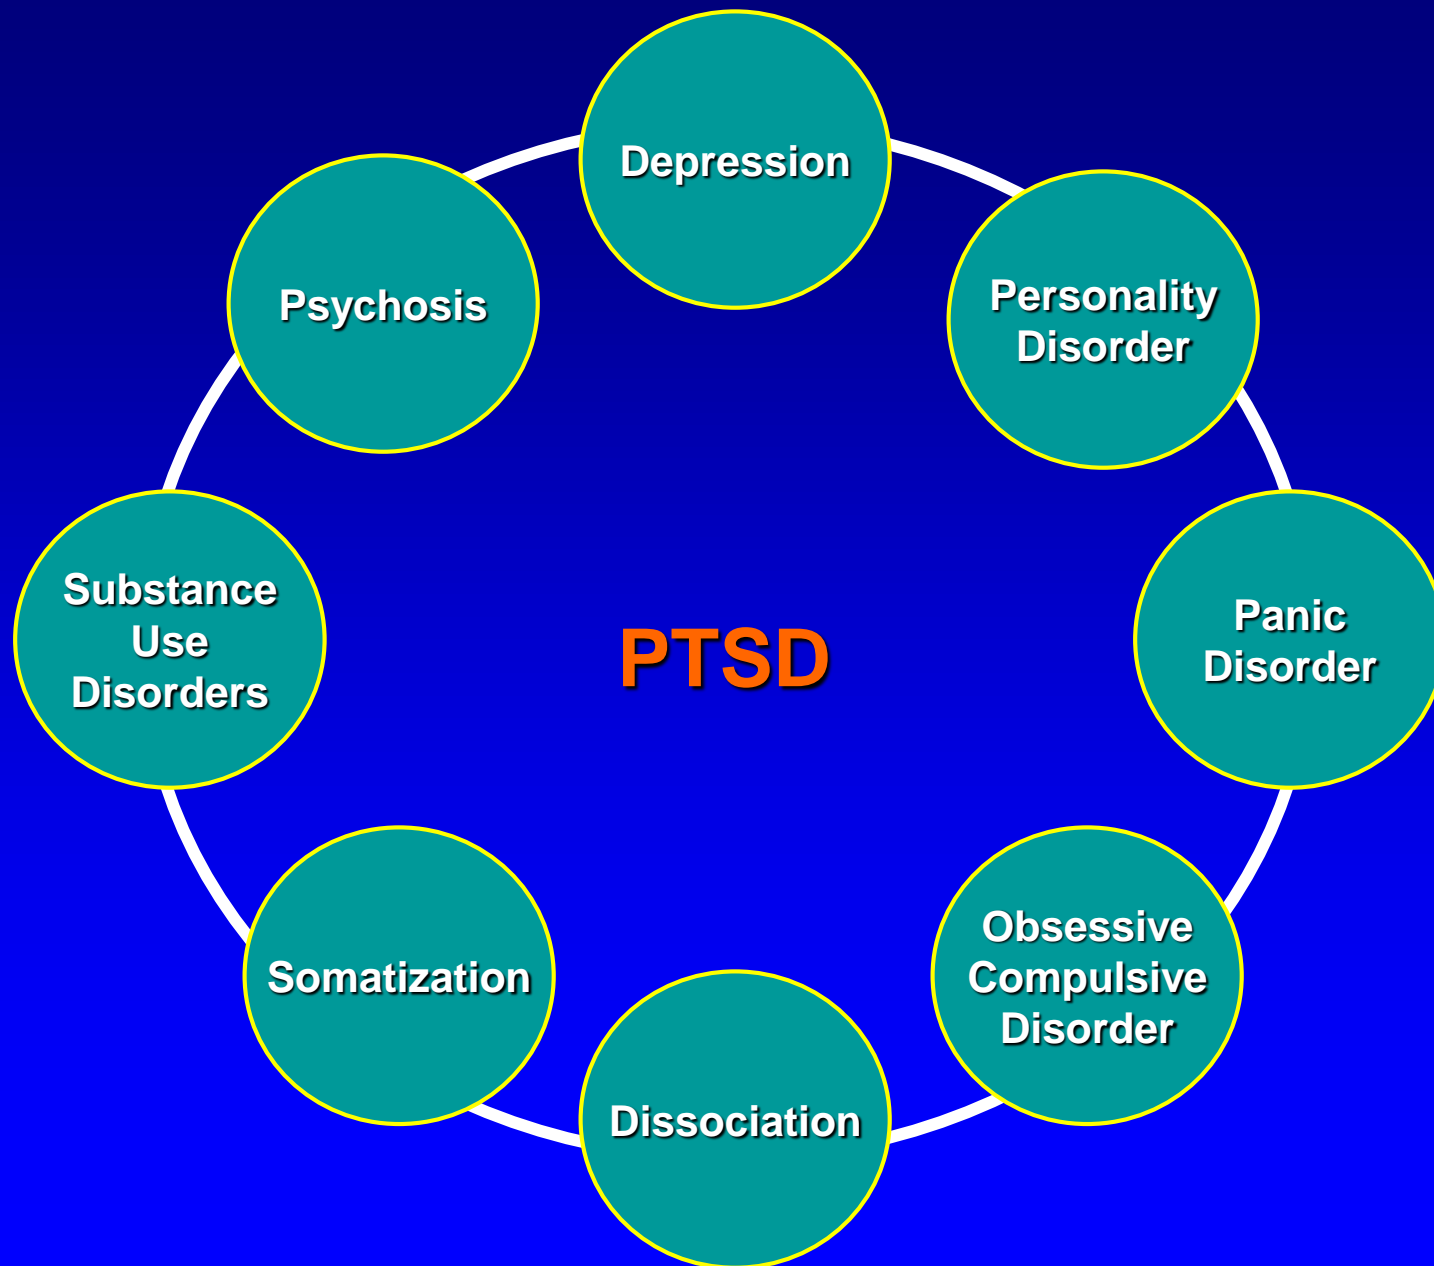 Depression
Personality
Disorder
Panic
Disorder
Obsessive
Compulsive
Disorder
Dissociation
Somatization
Substance
Use
Disorders
Psychosis
PTSD